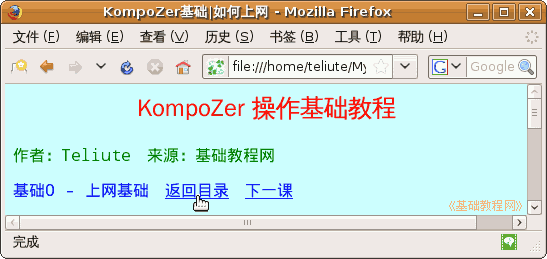 KompoZer基础|如何上网 - Mozilla Firefox
文件 (F) 编辑 (E) 查看 (V) 历史 (S) 书签 (B) 工具 (T) 帮助 (H)
file:///home/teliute/My G Google
KompoZer 操作基础教程
作者: Teliute 来源: 基础教程网
基础0 - 上网基础 返回目录 下一课
《基础教程网》
完成